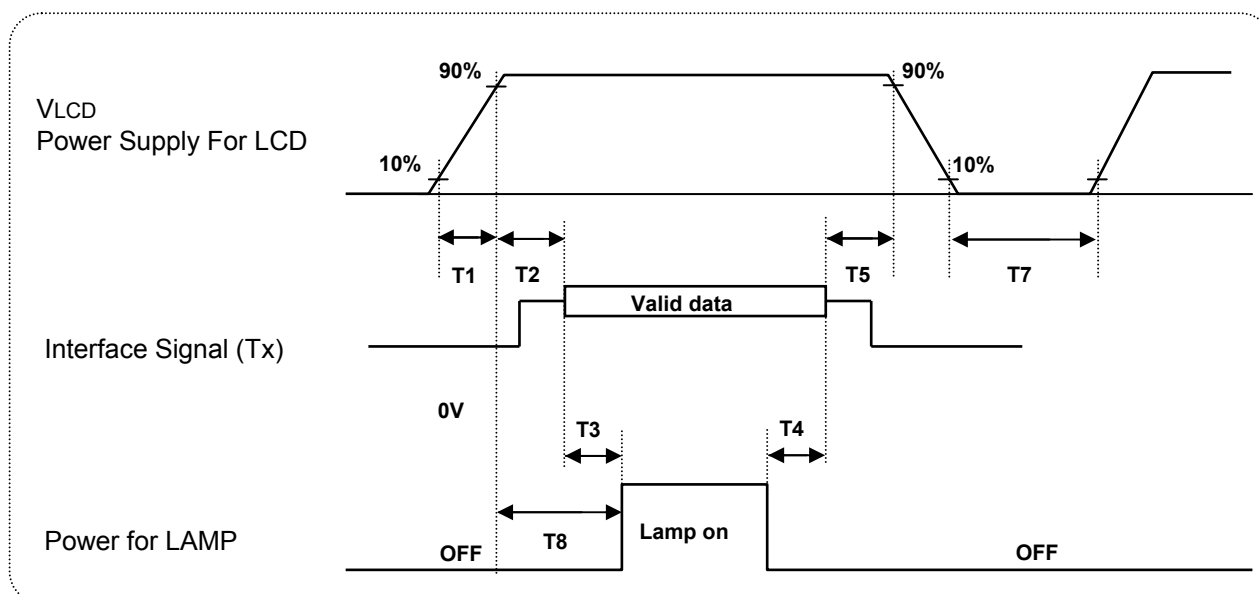 90%
90%
VLCD
Power Supply For LCD
10%
10%
T1
T2
T5
T7
Valid data
Interface Signal (Tx)
0V
T3
T4
T8
Lamp on
Power for LAMP
OFF
OFF